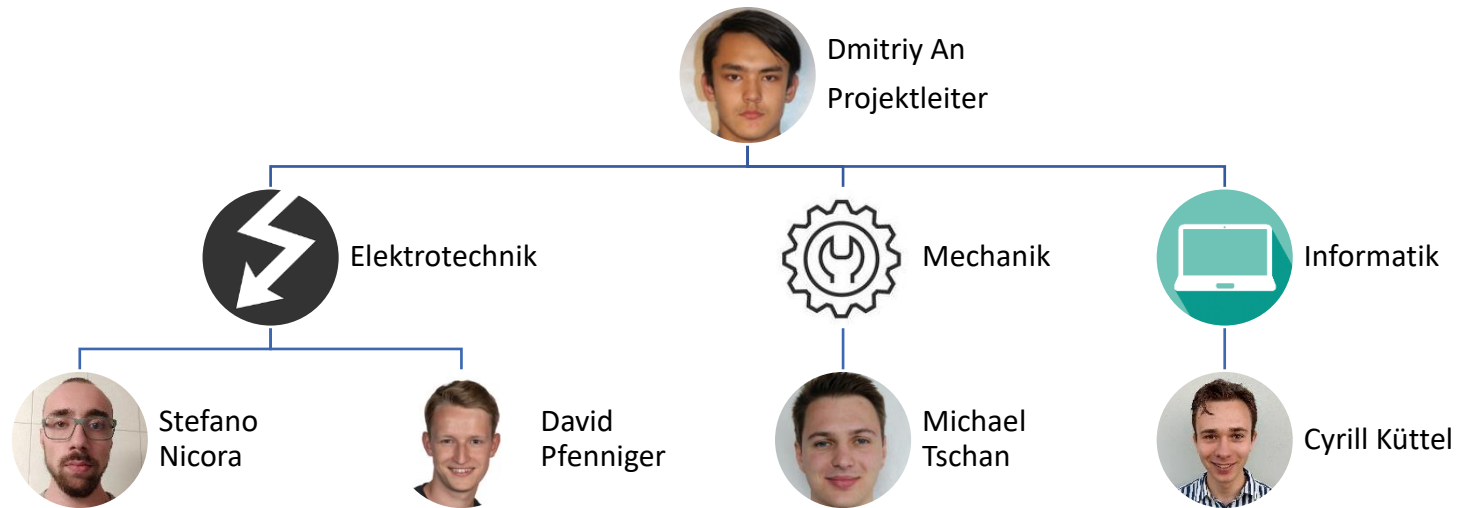 Dmitriy An
Projektleiter
Elektrotechnik
Mechanik
Informatik
Stefano
Nicora
David
Pfenniger
Michael
Tschan
Cyrill Küttel